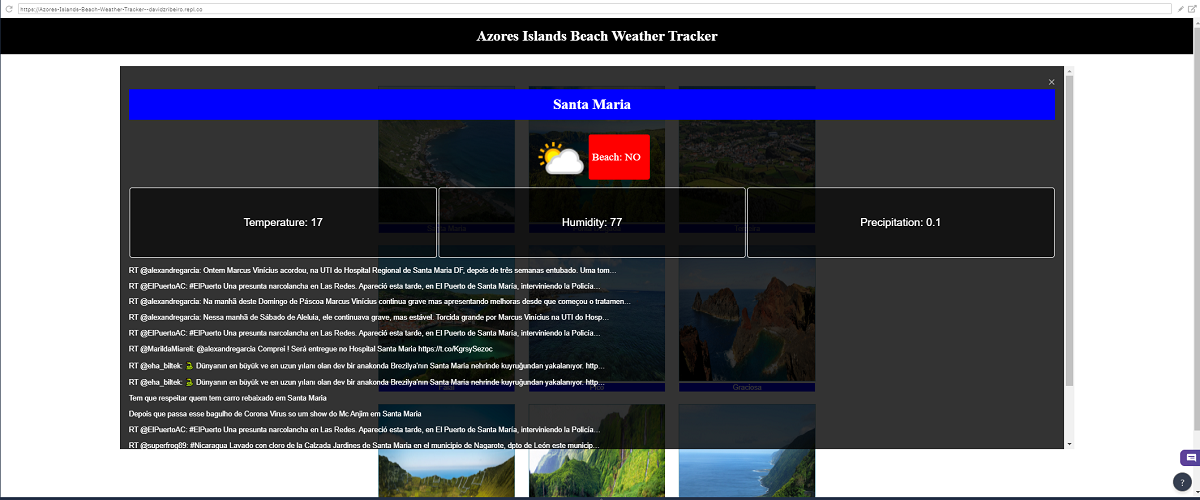 https://Azores-Islands-Beach-Weather-Tracker--davidzribeiro.repl.co
Azores Islands Beach Weather Tracker
×
Santa Maria
Beach: NO
Temperature: 17
Humidity: 77
Precipitation: 0.1
RT @alexandregarcia: Ontem Marcus Vinícius acordou, na UTI do Hospital Regional de Santa Maria DF, depois de três semanas entubado. Uma tom…
RT @ElPuertoAC: #ElPuerto Una presunta narcolancha en Las Redes. Apareció esta tarde, en El Puerto de Santa María, interviniendo la Policía…
RT @alexandregarcia: Na manhã deste Domingo de Páscoa Marcus Vinícius continua grave mas apresentando melhoras desde que começou o tratamen…
RT @alexandregarcia: Nessa manhã de Sábado de Aleluia, ele continuava grave, mas estável. Torcida grande por Marcus Vinícius na UTI do Hosp…
RT @ElPuertoAC: #ElPuerto Una presunta narcolancha en Las Redes. Apareció esta tarde, en El Puerto de Santa María, interviniendo la Policía…
RT @MarildaMiareli: @alexandregarcia Comprei ! Será entregue no Hospital Santa Maria https://t.co/KgrsySezoc
RT @eha_biltek: 🐍 Dünyanın en büyük ve en uzun yılanı olan dev bir anakonda Brezilya'nın Santa Maria nehrinde kuyruğundan yakalanıyor. http…
RT @eha_biltek: 🐍 Dünyanın en büyük ve en uzun yılanı olan dev bir anakonda Brezilya'nın Santa Maria nehrinde kuyruğundan yakalanıyor. http…
Tem que respeitar quem tem carro rebaixado em Santa Maria
Depois que passa esse bagulho de Corona Virus so um show do Mc Anjim em Santa Maria
RT @ElPuertoAC: #ElPuerto Una presunta narcolancha en Las Redes. Apareció esta tarde, en El Puerto de Santa María, interviniendo la Policía…
RT @superfrog89: #Nicaragua Lavado con cloro de la Calzada Jardines de Santa Maria en el municipio de Nagarote, dpto de León este municip…
Santa Maria
Terceira
Faial
Pico
Graciosa
?